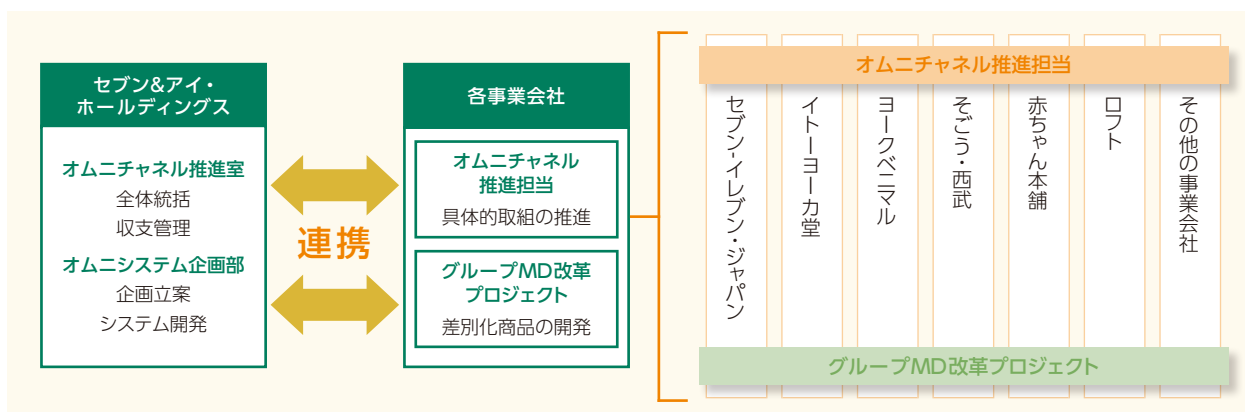 セブン&アイ・
ホールディングス
オムニチャネル推進室
全体統括
収支管理
オムニシステム企画部
企画立案
システム開発
連携
各事業会社
オムニチャネル
推進担当
具体的取組の推進
グループMD改革
プロジェクト
差別化商品の開発
オムニチャネル推進担当
セブン-イレブン・ジャパン
イトーヨーカ堂
ヨークベニマル
そごう・西武
赤ちゃん本舗
ロフト
その他の事業会社
グループMD改革プロジェクト